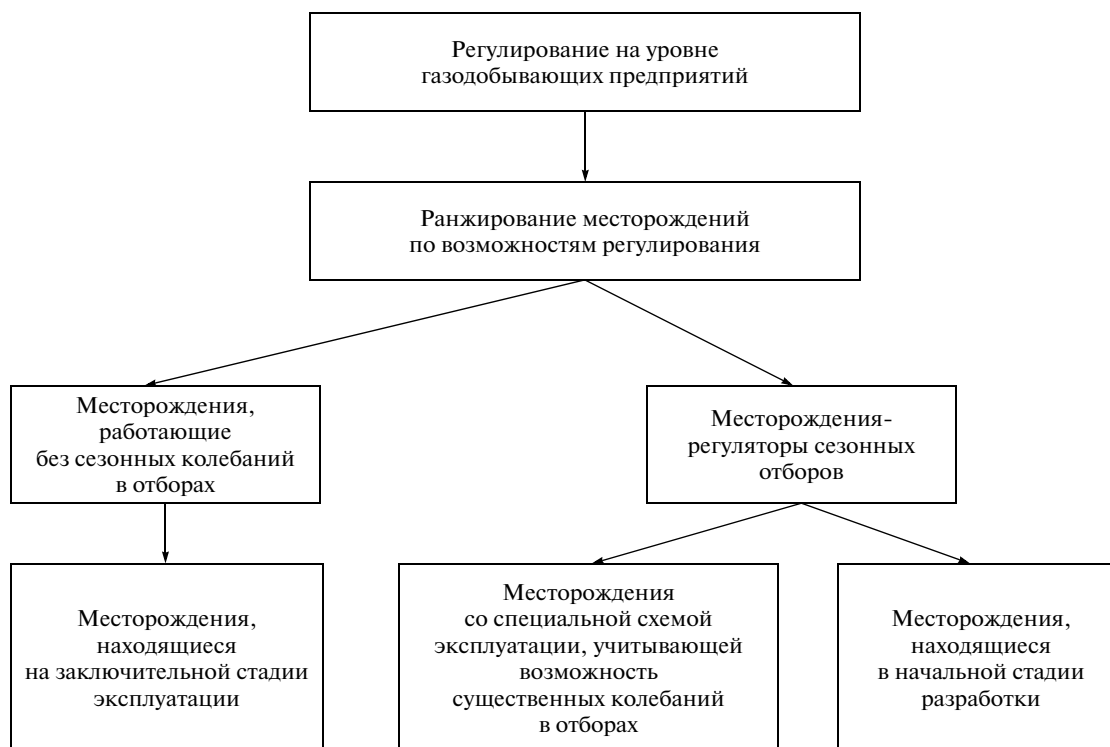 Регулирование на уровне
газодобывающих предприятий
Ранжирование месторождений
по возможностям регулирования
Месторождения,
работающие
без сезонных колебаний
в отборах
Месторождения-
регуляторы сезонных
отборов
Месторождения,
находящиеся
на заключительной стадии
эксплуатации
Месторождения
со специальной схемой
эксплуатации, учитывающей
возможность
существенных колебаний
в отборах
Месторождения,
находящиеся
в начальной стадии
разработки